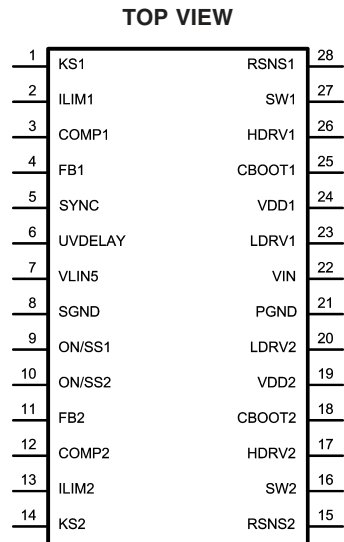 TOP VIEW
1 KS1 RSNS1 28
2 ILIM1 SW1 27
3 COMP1 HDRV1 26
4 FB1 CBOOT1 25
5 SYNC VDD1 24
6 UVDELAY LDRV1 23
7 VLIN5 VIN 22
8 SGND PGND 21
9 ON/SS1 LDRV2 20
10 ON/SS2 VDD2 19
11 FB2 CBOOT2 18
12 COMP2 HDRV2 17
13 ILIM2 SW2 16
14 KS2 RSNS2 15